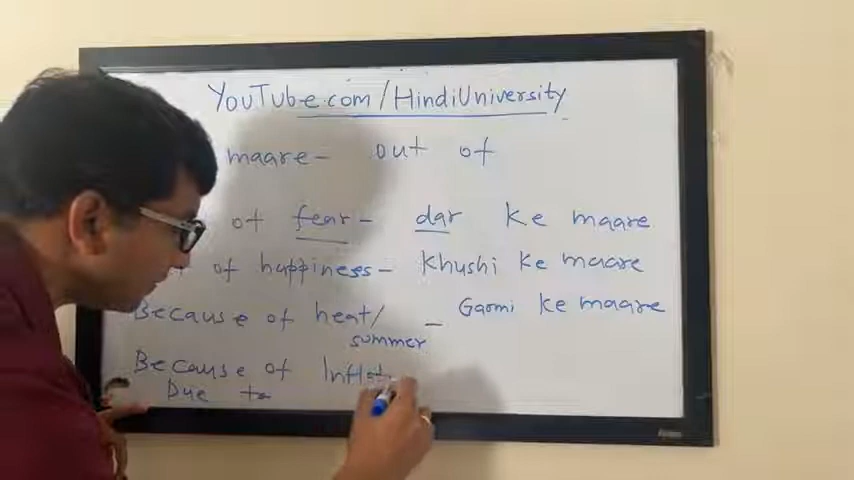 YouTube.com/HindiUniversity
maare - out of
of fear - dar ke maare
of happiness - Khushi ke maare
Because of heat/ summer - Garmi ke maare
Because of Inflat
Due to